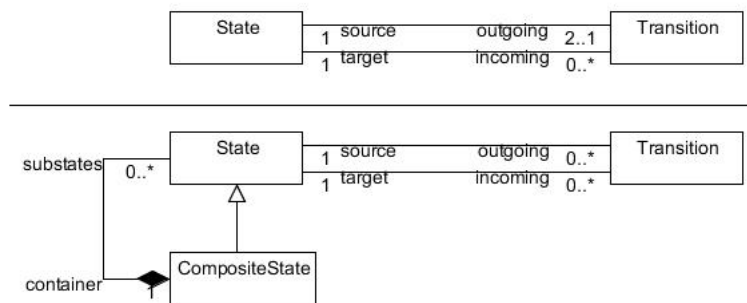 State
1 source outgoing 2..1
Transition
1 target incoming 0..*
State
1 source outgoing 0..*
Transition
substates 0..*
1 target incoming 0..*
CompositeState
container